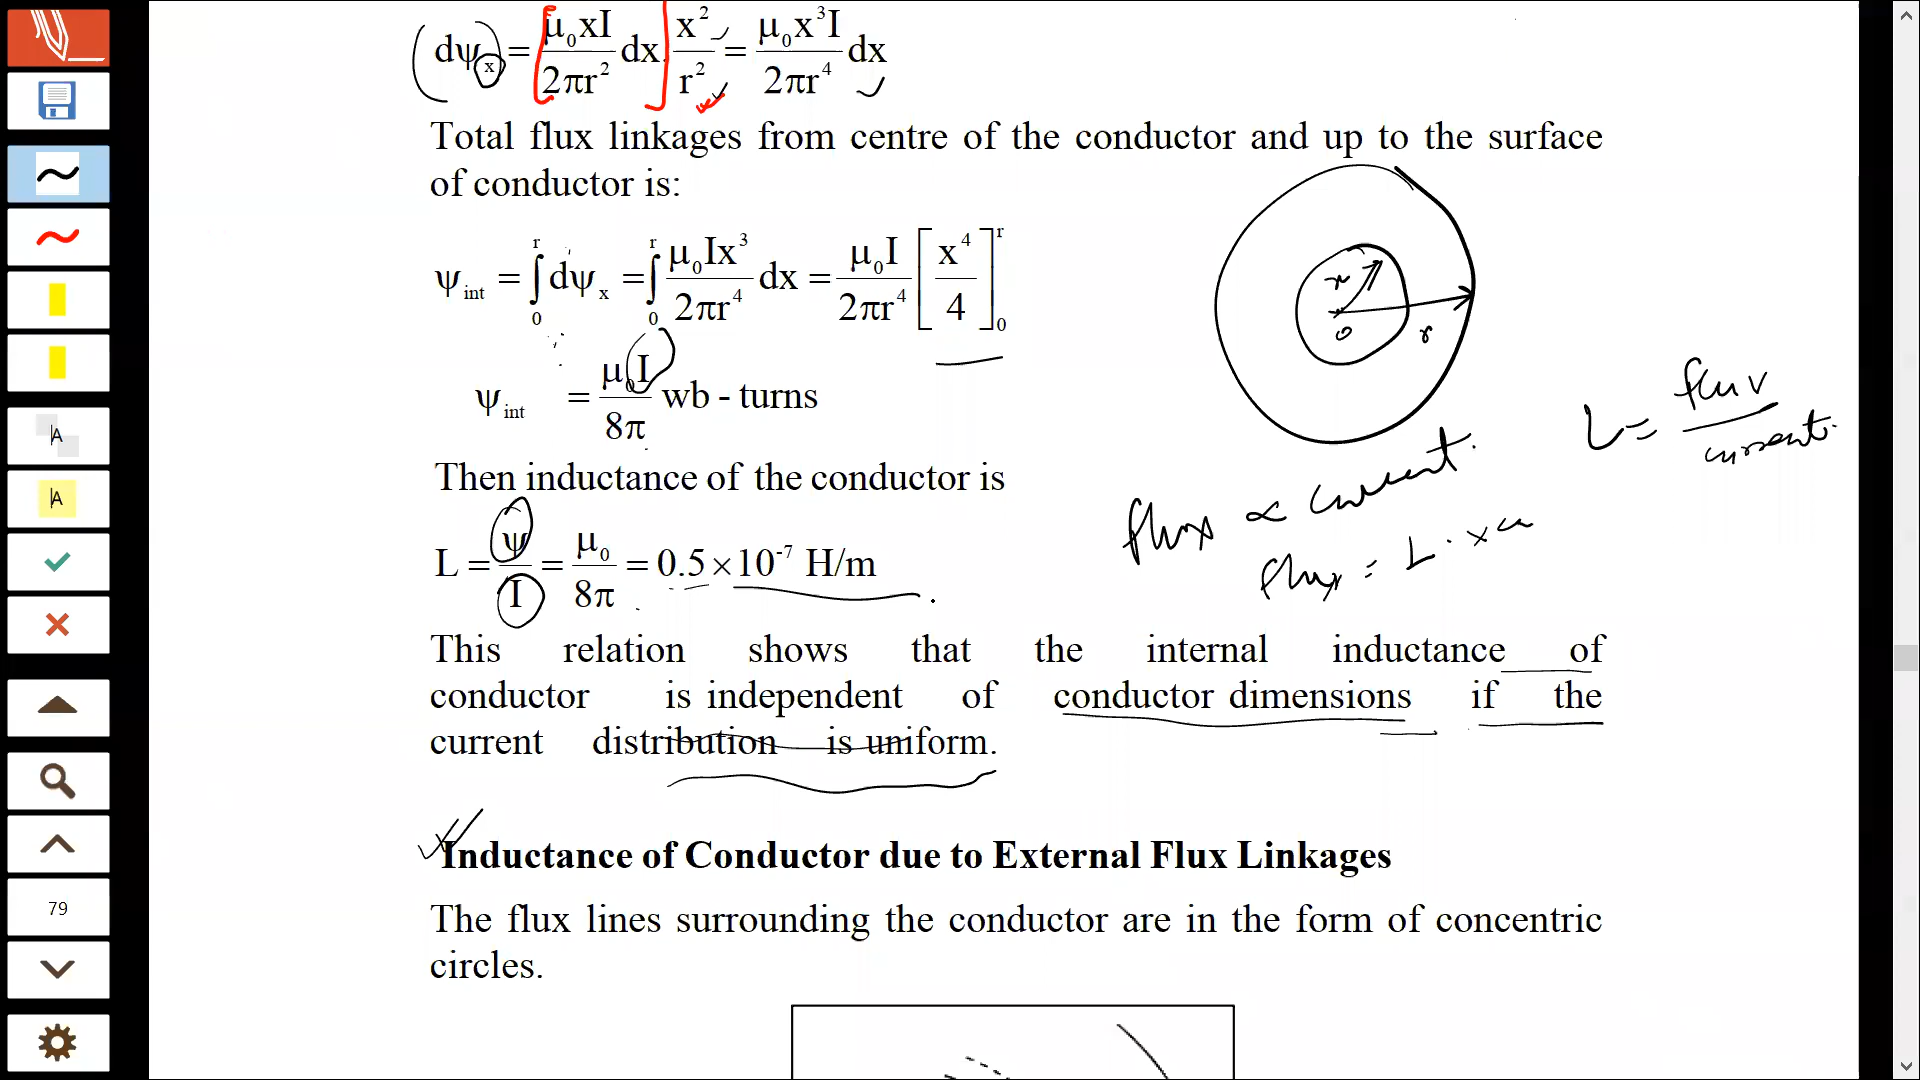 dψₓ = μ₀xI/2πr² dx x²/r² = μ₀x³I/2πr⁴ dx
Total flux linkages from centre of the conductor and up to the surface
of conductor is:
ψ int = ∫₀ʳ dψₓ = ∫₀ʳ μ₀Ix³/2πr⁴ dx = μ₀I/2πr⁴ [x⁴/4]₀ʳ
x
o
r
ψ int = μ₀I/8π wb - turns
L = flux/current
Then inductance of the conductor is
flux ∝ current.
flux = L · x cu
L = ψ/I = μ₀/8π = 0.5×10⁻⁷ H/m
This relation shows that the internal inductance of
conductor is independent of conductor dimensions if the
current distribution is uniform.
Inductance of Conductor due to External Flux Linkages
The flux lines surrounding the conductor are in the form of concentric
circles.
A
A
79